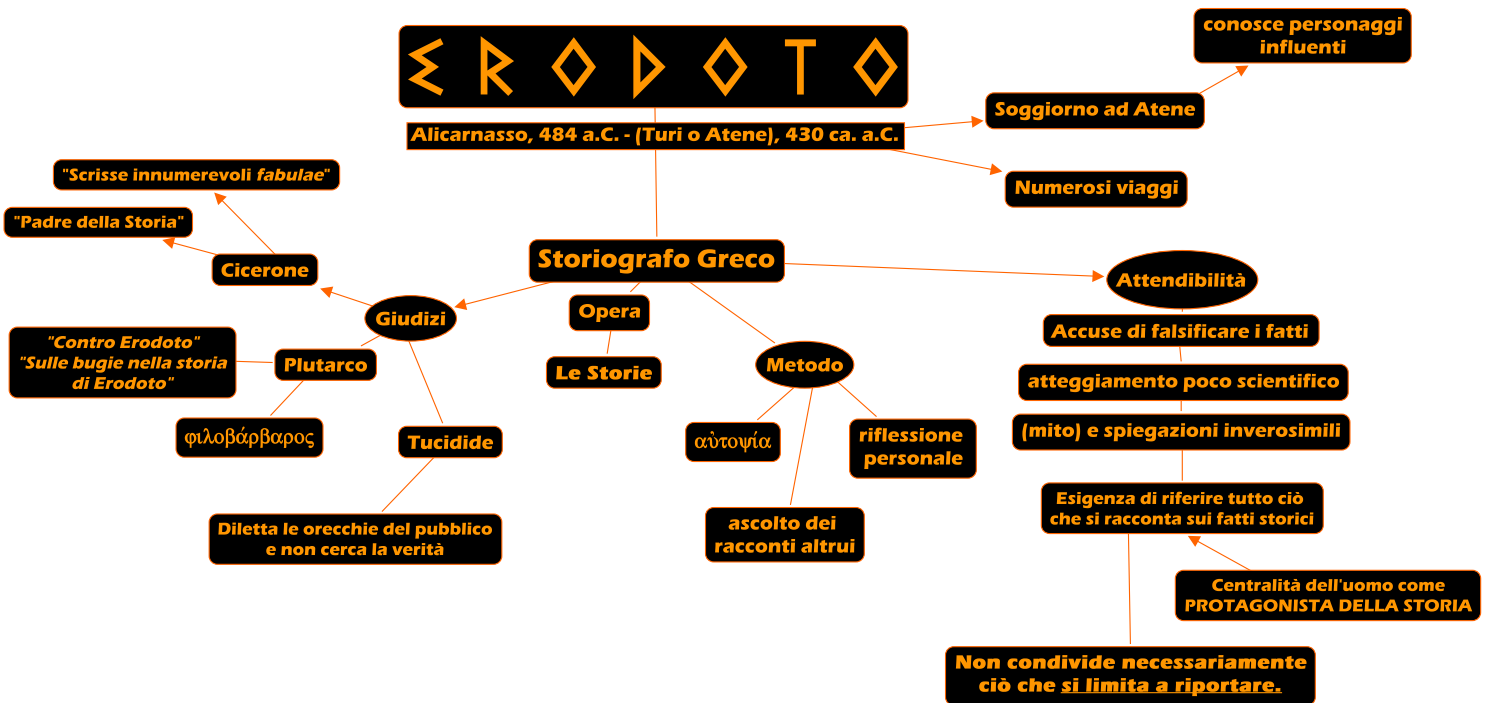 ERODOTO
Alicarnasso, 484 a.C. - (Turi o Atene), 430 ca. a.C.
Soggiorno ad Atene
conosce personaggi
influenti
Numerosi viaggi
Storiografo Greco
Giudizi
Cicerone
"Scrisse innumerevoli fabulae"
"Padre della Storia"
Plutarco
"Contro Erodoto"
"Sulle bugie nella storia
di Erodoto"
φιλοβάρβαρος
Tucidide
Diletta le orecchie del pubblico
e non cerca la verità
Opera
Le Storie
Metodo
αὐτοψία
ascolto dei
racconti altrui
riflessione
personale
Attendibilità
Accuse di falsificare i fatti
atteggiamento poco scientifico
(mito) e spiegazioni inverosimili
Esigenza di riferire tutto ciò
che si racconta sui fatti storici
Centralità dell'uomo come
PROTAGONISTA DELLA STORIA
Non condivide necessariamente
ciò che si limita a riportare.